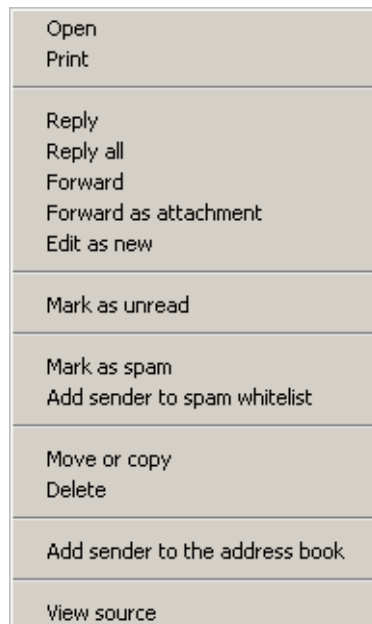 Open
Print
Reply
Reply all
Forward
Forward as attachment
Edit as new
Mark as unread
Mark as spam
Add sender to spam whitelist
Move or copy
Delete
Add sender to the address book
View source